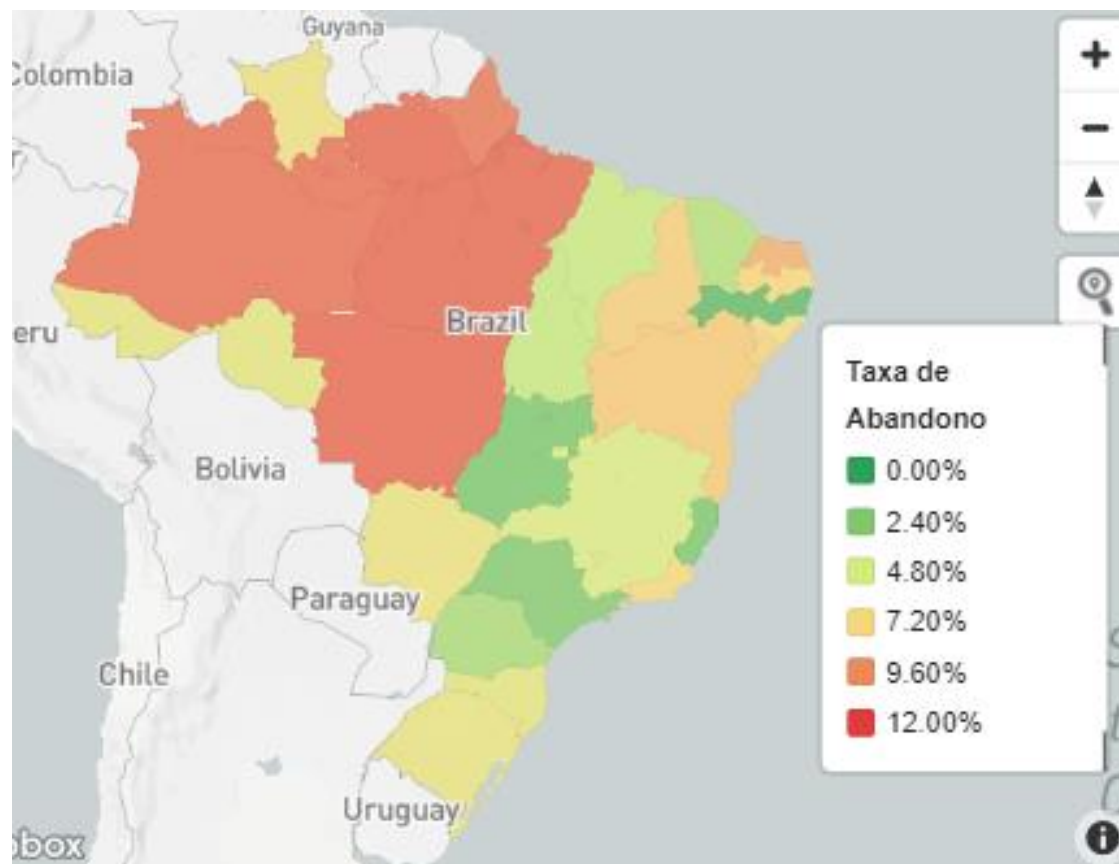 Guyana
Colombia
Brazil
eru
Bolivia
Paraguay
Chile
Uruguay
Taxa de
Abandono
0.00%
2.40%
4.80%
7.20%
9.60%
12.00%
obox